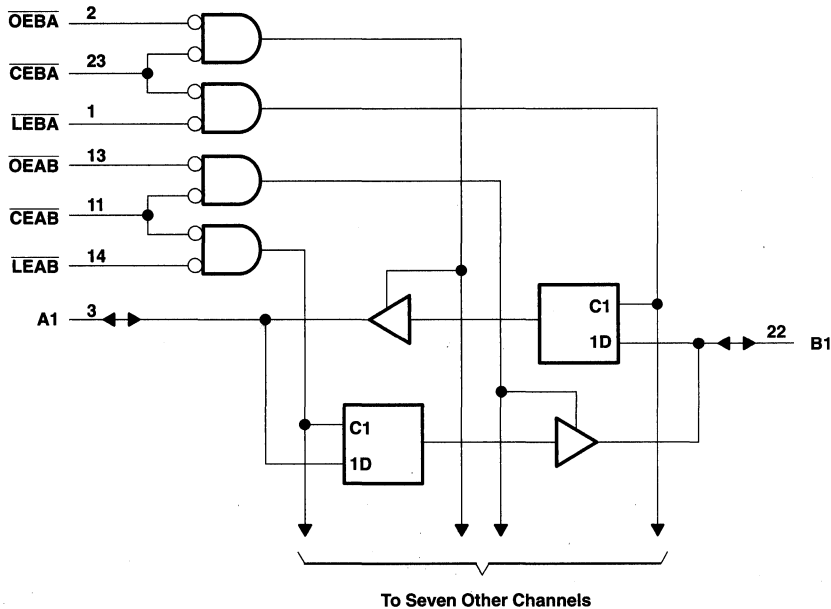 OEBA 2
CEBA 23
LEBA 1
OEAB 13
CEAB 11
LEAB 14
A1 3
C1
1D
22 B1
C1
1D
To Seven Other Channels